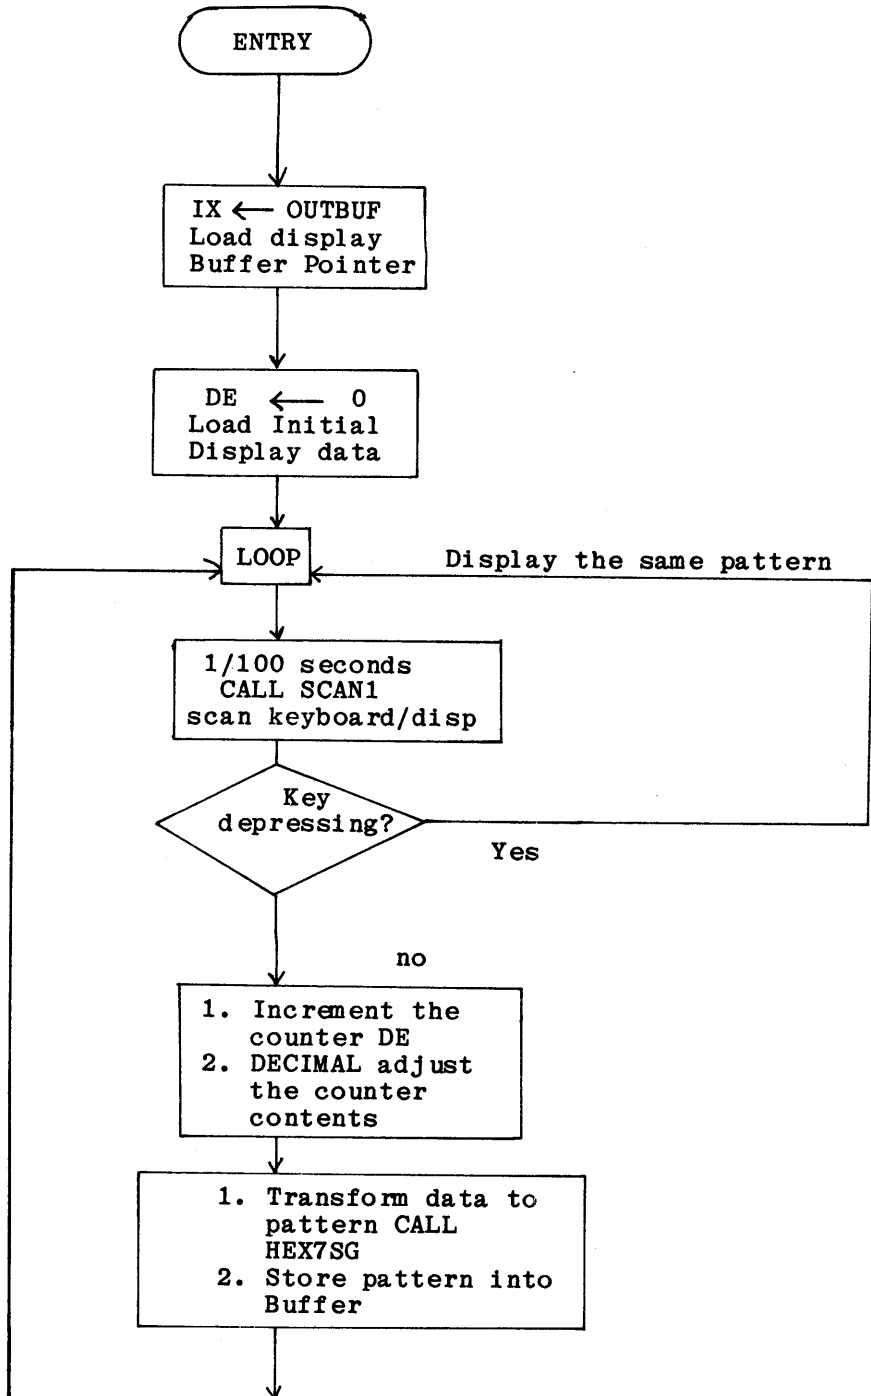 ENTRY
IX ← OUTBUF
Load display
Buffer Pointer
DE ← 0
Load Initial
Display data
LOOP
Display the same pattern
1/100 seconds
CALL SCAN1
scan keyboard/disp
Key
depressing?
Yes
no
1. Increment the
counter DE
2. DECIMAL adjust
the counter
contents
1. Transform data to
pattern CALL
HEX7SG
2. Store pattern into
Buffer